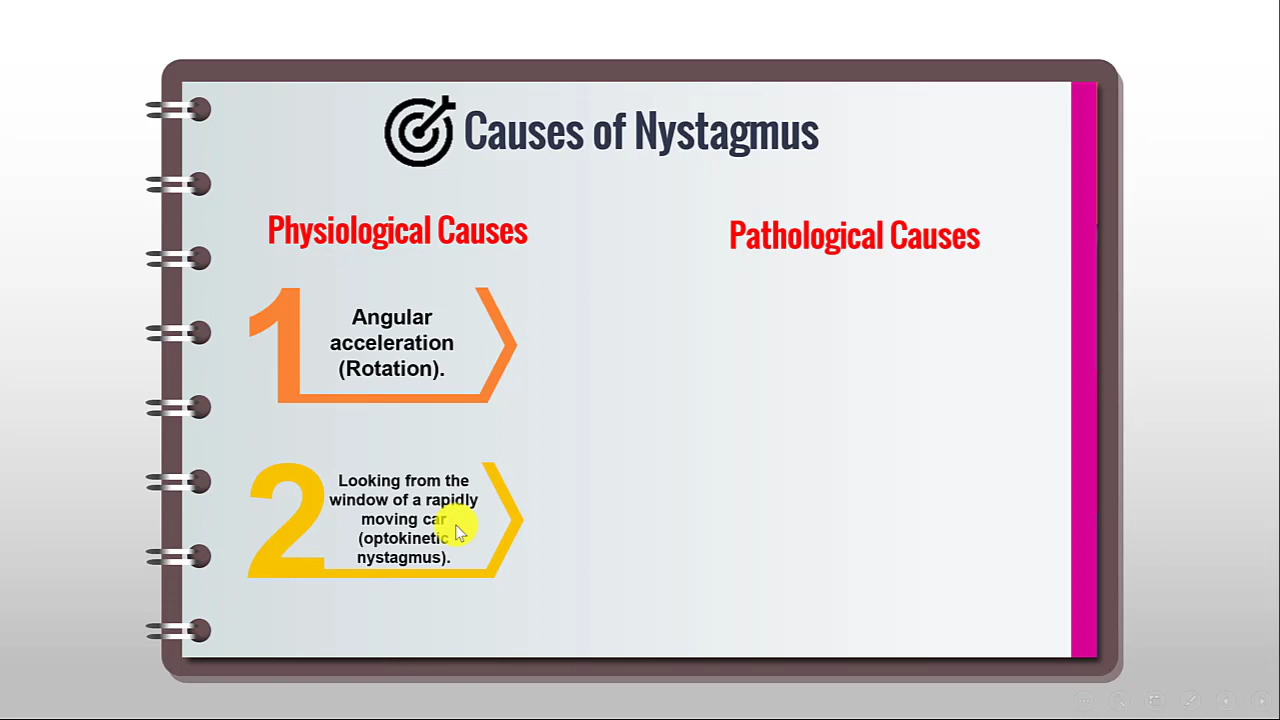 Causes of Nystagmus
Physiological Causes
Pathological Causes
1
Angular
acceleration
(Rotation).
2
Looking from the
window of a rapidly
moving car
(optokinetic
nystagmus).